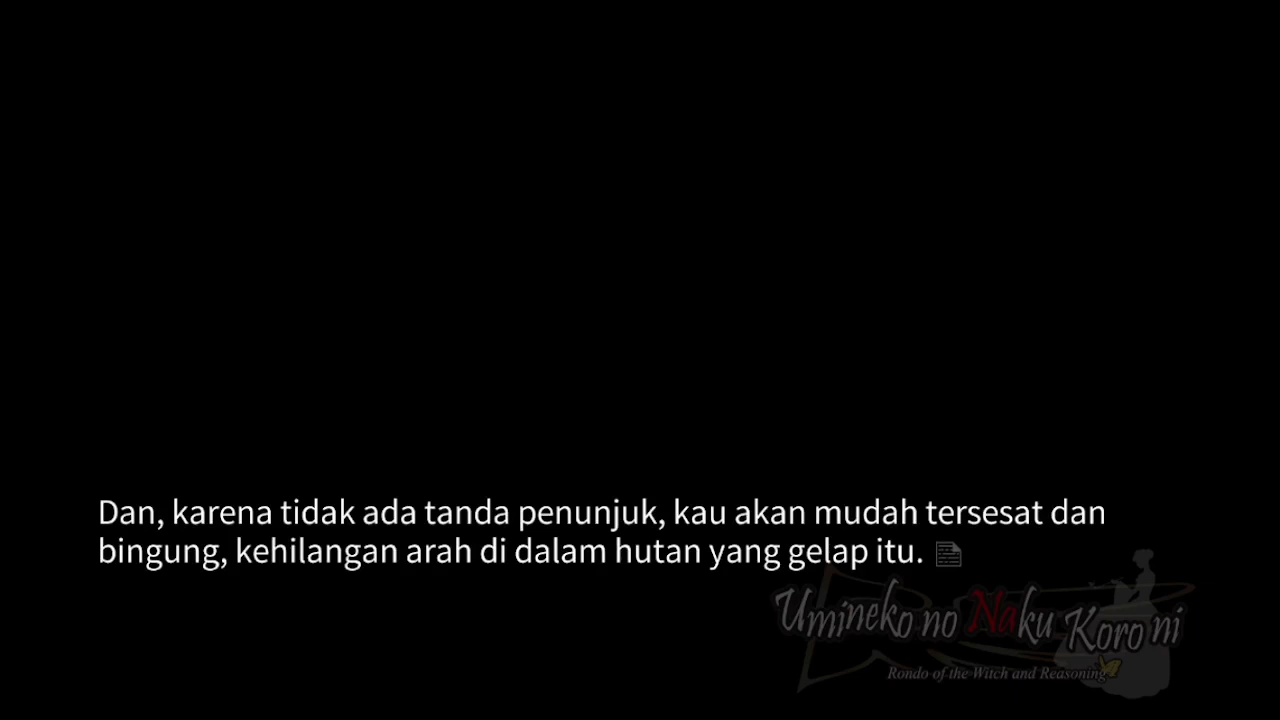 Dan, karena tidak ada tanda penunjuk, kau akan mudah tersesat dan
bingung, kehilangan arah di dalam hutan yang gelap itu.
Umineko no Naku Koro ni
Rondo of the Witch and Reasoning